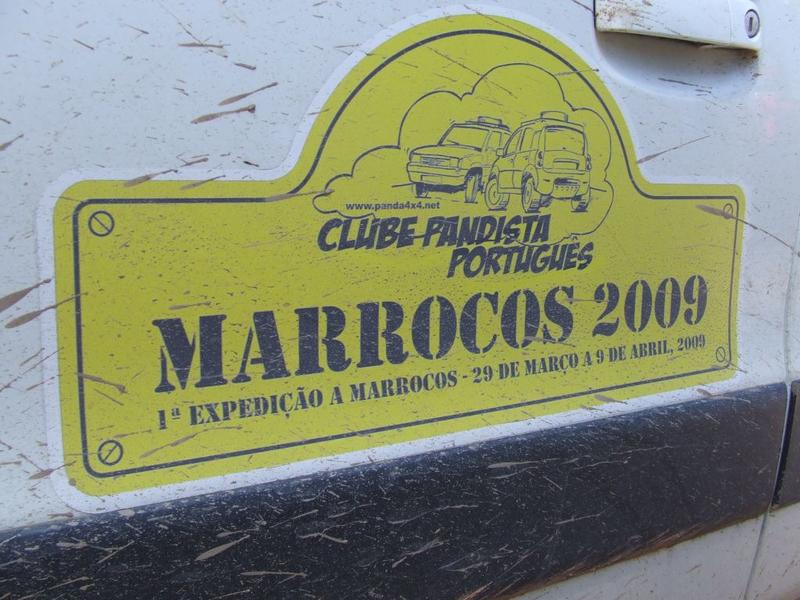 www.panda4x4.net
CLUBE PANDISTA
PORTUGUÊS
MARROCOS 2009
1ª EXPEDIÇÃO A MARROCOS - 29 DE MARÇO A 9 DE ABRIL, 2009